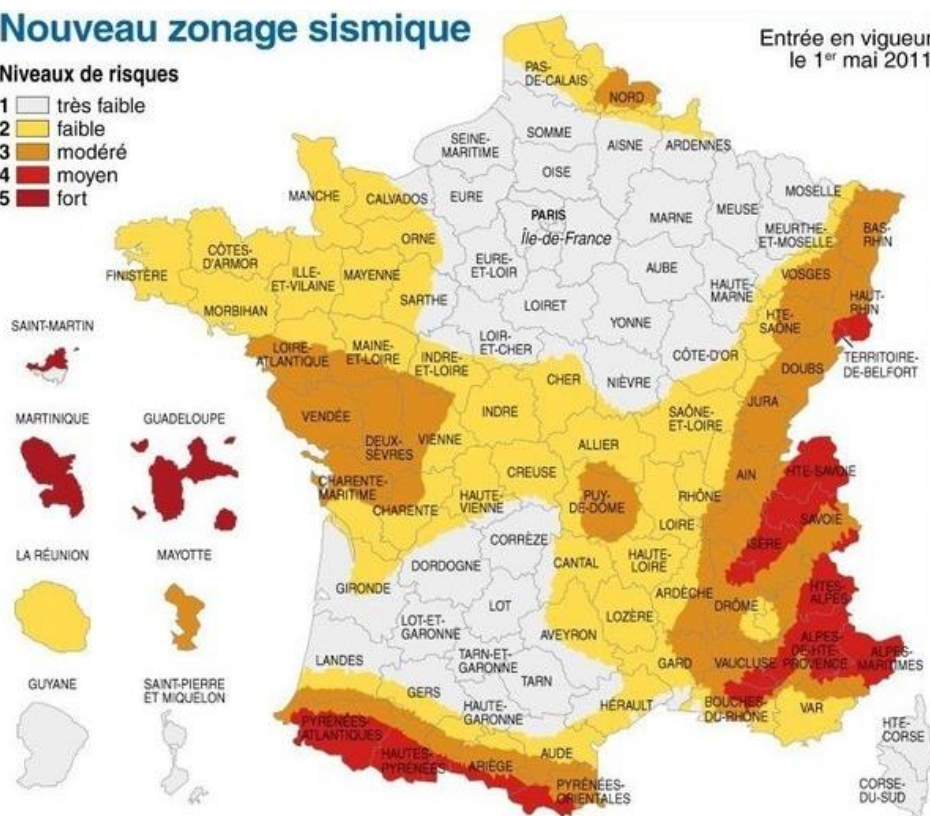 Nouveau zonage sismique
Entrée en vigueur
le 1er mai 2011
Niveaux de risques
1 très faible
2 faible
3 modéré
4 moyen
5 fort
PAS-
DE-CALAIS
NORD
SOMME
SEINE-
MARITIME
AISNE
ARDENNES
OISE
MANCHE
CALVADOS
EURE
PARIS
Île-de-France
MARNE
MEUSE
MOSELLE
MEURTHE-
ET-MOSELLE
BAS-
RHIN
ORNE
FINISTÈRE
CÔTES-
D'ARMOR
ILLE-
ET-VILAINE
MAYENNE
EURE-
ET-LOIR
AUBE
HAUTE-
MARNE
VOSGES
HAUT-
RHIN
MORBIHAN
SARTHE
LOIRET
YONNE
HTE-
SAÔNE
TERRITOIRE-
DE-BELFORT
LOIRE-
ATLANTIQUE
MAINE-
ET-LOIRE
INDRE-
ET-LOIRE
LOIR-
ET-CHER
CHER
NIÈVRE
CÔTE-D'OR
DOUBS
JURA
VENDÉE
DEUX-
SÈVRES
VIENNE
INDRE
ALLIER
SAÔNE-
ET-LOIRE
CHARENTE-
MARITIME
CHARENTE
HAUTE-
VIENNE
CREUSE
PUY-
DE-DÔME
RHÔNE
LOIRE
AIN
HTE-SAVOIE
SAVOIE
ISÈRE
GIRONDE
DORDOGNE
CORRÈZE
CANTAL
HAUTE-
LOIRE
ARDÈCHE
DRÔME
HTES-
ALPES
LOT-ET-
GARONNE
LOT
AVEYRON
LOZÈRE
GARD
VAUCLUSE
ALPES-
DE-HTE-
PROVENCE
ALPES-
MARITIMES
LANDES
TARN-ET-
GARONNE
TARN
GERS
HAUTE-
GARONNE
HÉRAULT
BOUCHES-
DU-RHÔNE
VAR
PYRÉNÉES-
ATLANTIQUES
HAUTES-
PYRÉNÉES
ARIÈGE
AUDE
PYRÉNÉES-
ORIENTALES
HTE-
CORSE
CORSE-
DU-SUD
SAINT-MARTIN
MARTINIQUE
GUADELOUPE
LA RÉUNION
MAYOTTE
GUYANE
SAINT-PIERRE
ET MIQUELON